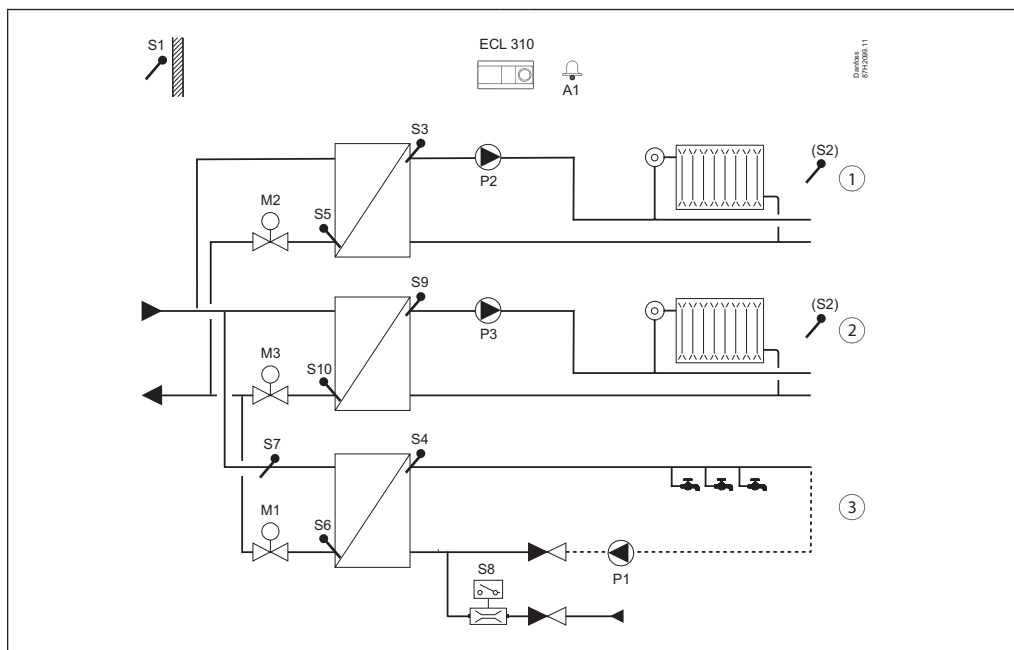 S1
ECL 310
A1
Danfoss
87H2099.11
S3
P2
(S2)
1
M2
S5
S9
P3
(S2)
2
M3
S10
S7
S4
3
M1
S6
S8
P1